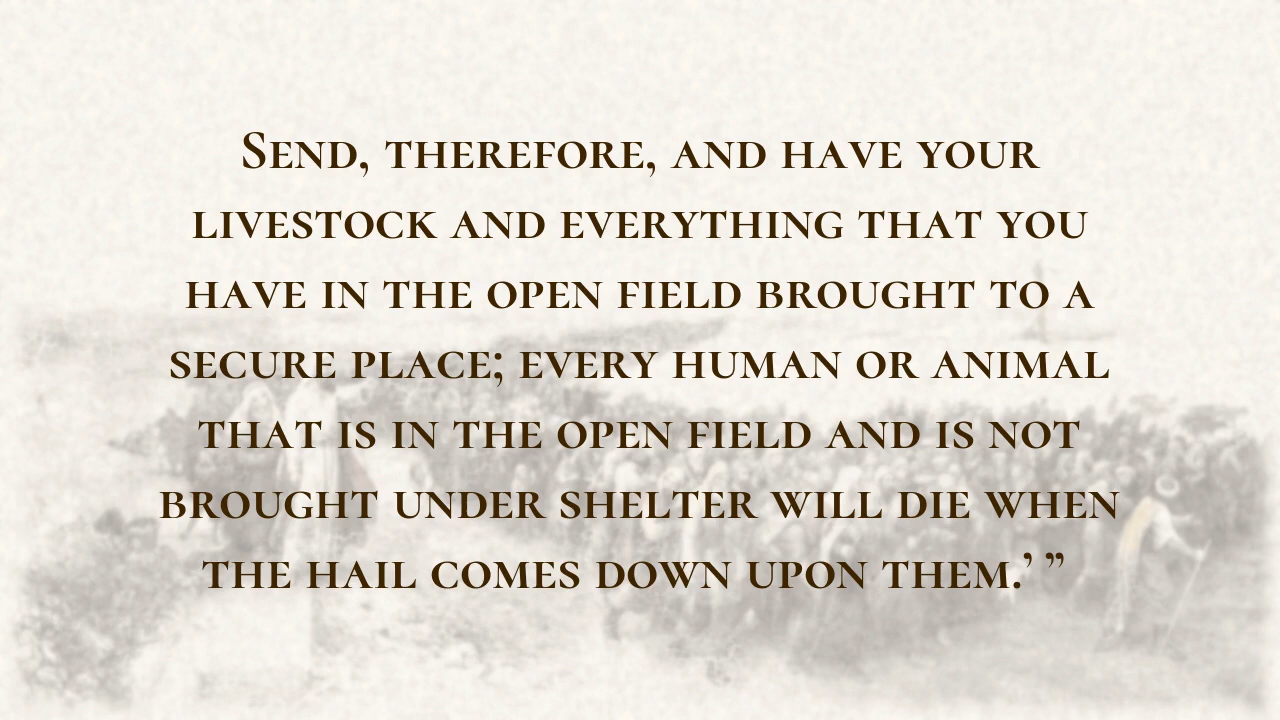 Send, therefore, and have your
livestock and everything that you
have in the open field brought to a
secure place; every human or animal
that is in the open field and is not
brought under shelter will die when
the hail comes down upon them.’ ”